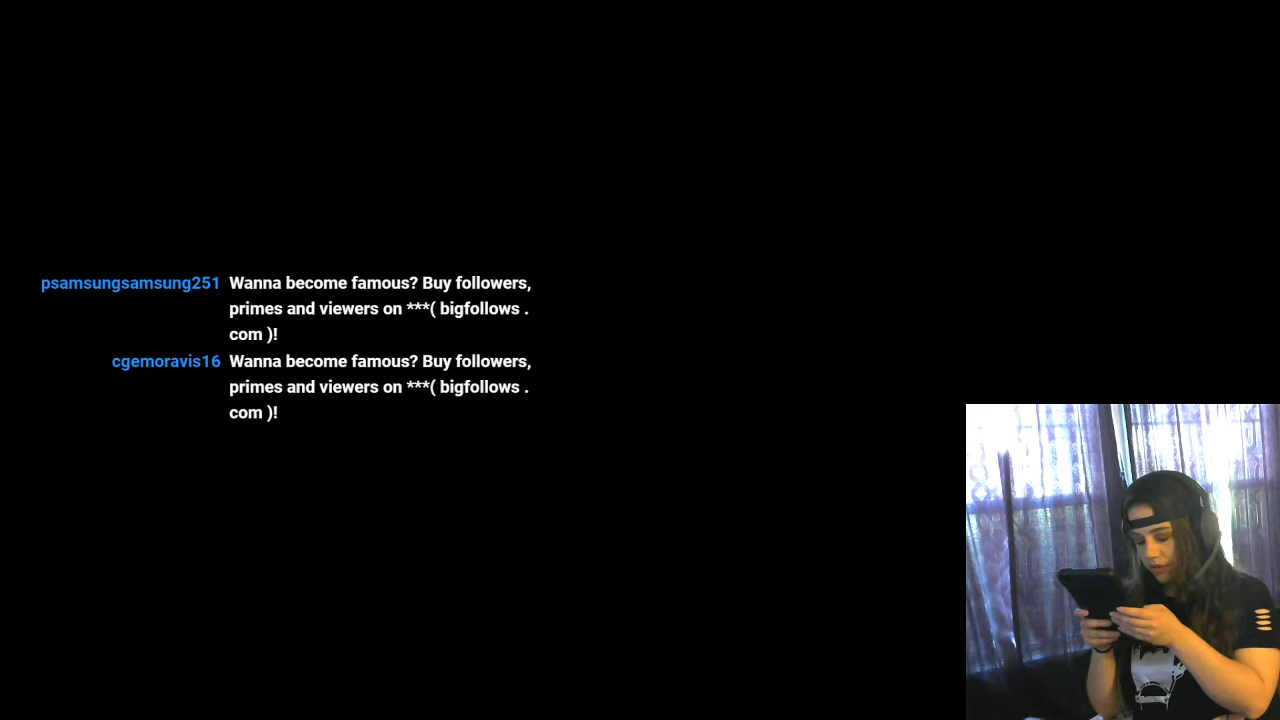 psamsungsamsung251 Wanna become famous? Buy followers,
primes and viewers on ***( bigfollows .
com )!
cgemoravis16 Wanna become famous? Buy followers,
primes and viewers on ***( bigfollows .
com )!